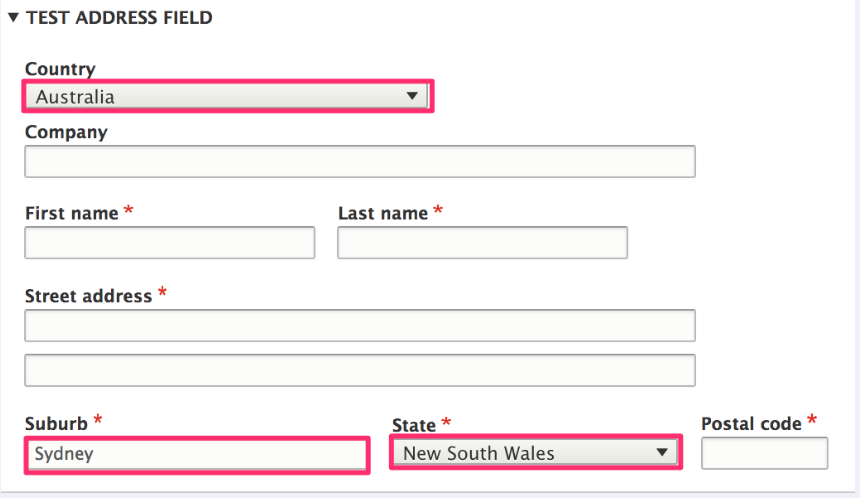 TEST ADDRESS FIELD
Country
Australia
Company
First name * Last name *
Street address *
Suburb * State * Postal code *
Sydney New South Wales